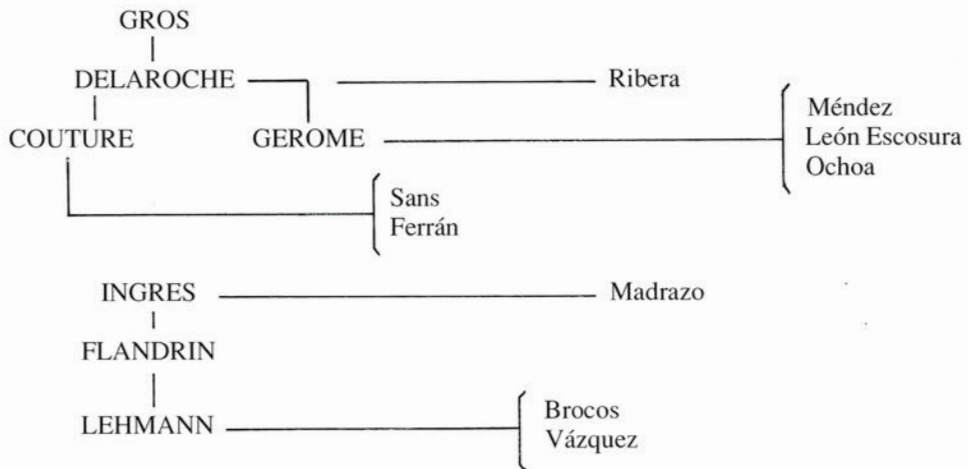 GROS
DELAROCHE
Ribera
COUTURE
GEROME
Méndez
León Escosura
Ochoa
Sans
Ferrán
INGRES
Madrazo
FLANDRIN
LEHMANN
Brocos
Vázquez